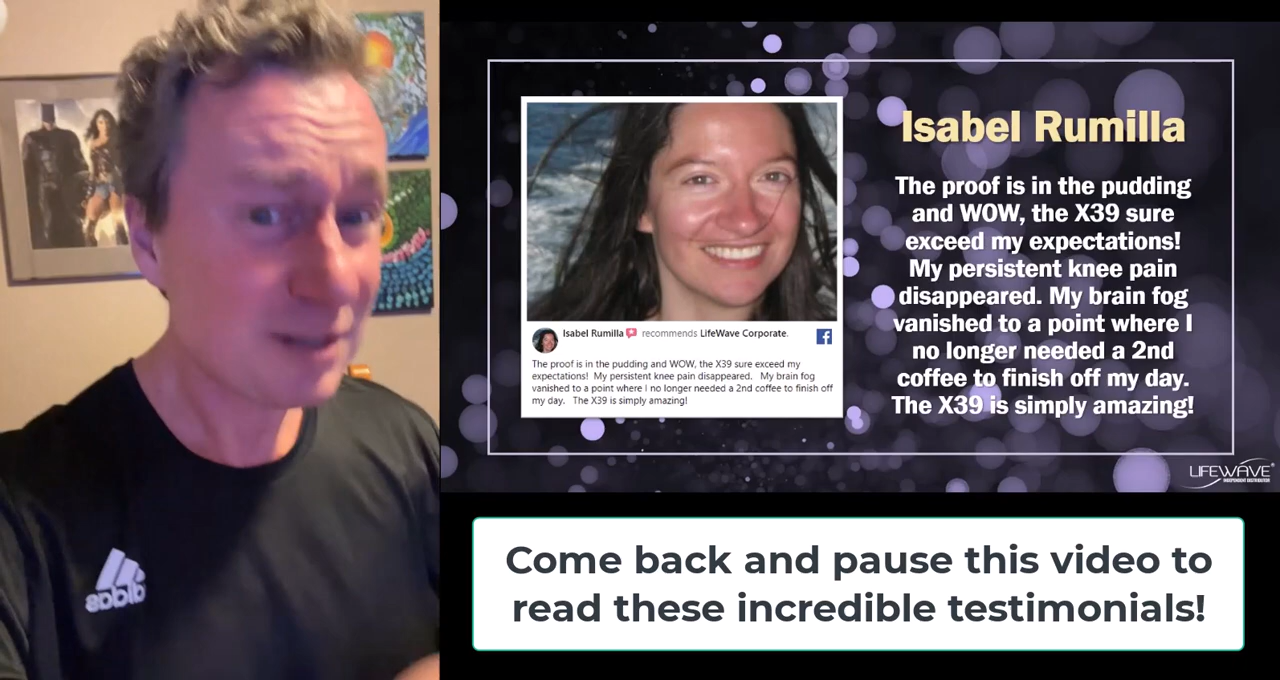 Isabel Rumilla
The proof is in the pudding
and WOW, the X39 sure
exceed my expectations!
My persistent knee pain
disappeared. My brain fog
vanished to a point where I
no longer needed a 2nd
coffee to finish off my day.
The X39 is simply amazing!
Isabel Rumilla recommends LifeWave Corporate.
The proof is in the pudding and WOW, the X39 sure exceed my
expectations! My persistent knee pain disappeared. My brain fog
vanished to a point where I no longer needed a 2nd coffee to finish off
my day. The X39 is simply amazing!
LIFEWAVE
INDEPENDENT DISTRIBUTOR
Come back and pause this video to
read these incredible testimonials!
adidas